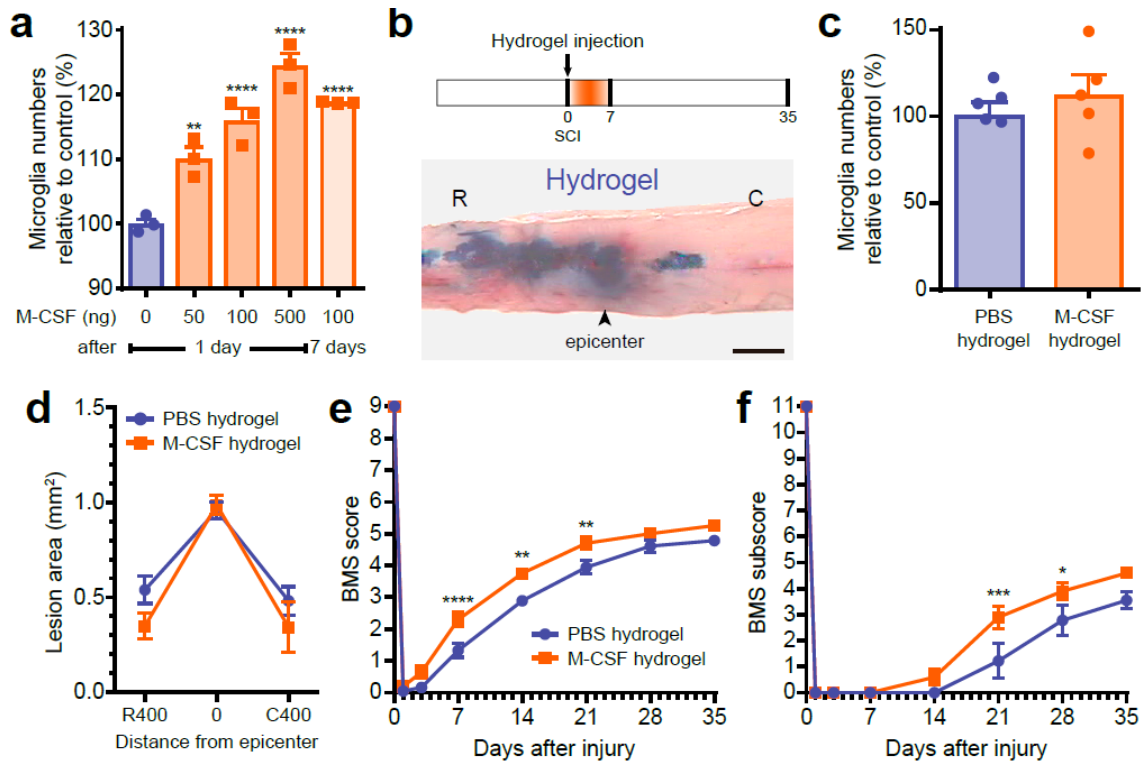 a
Microglia numbers
relative to control (%)
130
120
110
100
90
**
****
****
****
M-CSF (ng) 0 50 100 500 100
after 1 day 7 days
b
Hydrogel injection
0 7 35
SCI
Hydrogel
R C
epicenter
c
Microglia numbers
relative to control (%)
150
100
50
0
PBS
hydrogel
M-CSF
hydrogel
d
Lesion area (mm²)
1.5
1.0
0.5
0.0
PBS hydrogel
M-CSF hydrogel
R400 0 C400
Distance from epicenter
e
BMS score
9
8
7
6
5
4
3
2
1
0
****
**
**
PBS hydrogel
M-CSF hydrogel
0 7 14 21 28 35
Days after injury
f
BMS subscore
11
10
9
8
7
6
5
4
3
2
1
0
***
*
0 7 14 21 28 35
Days after injury